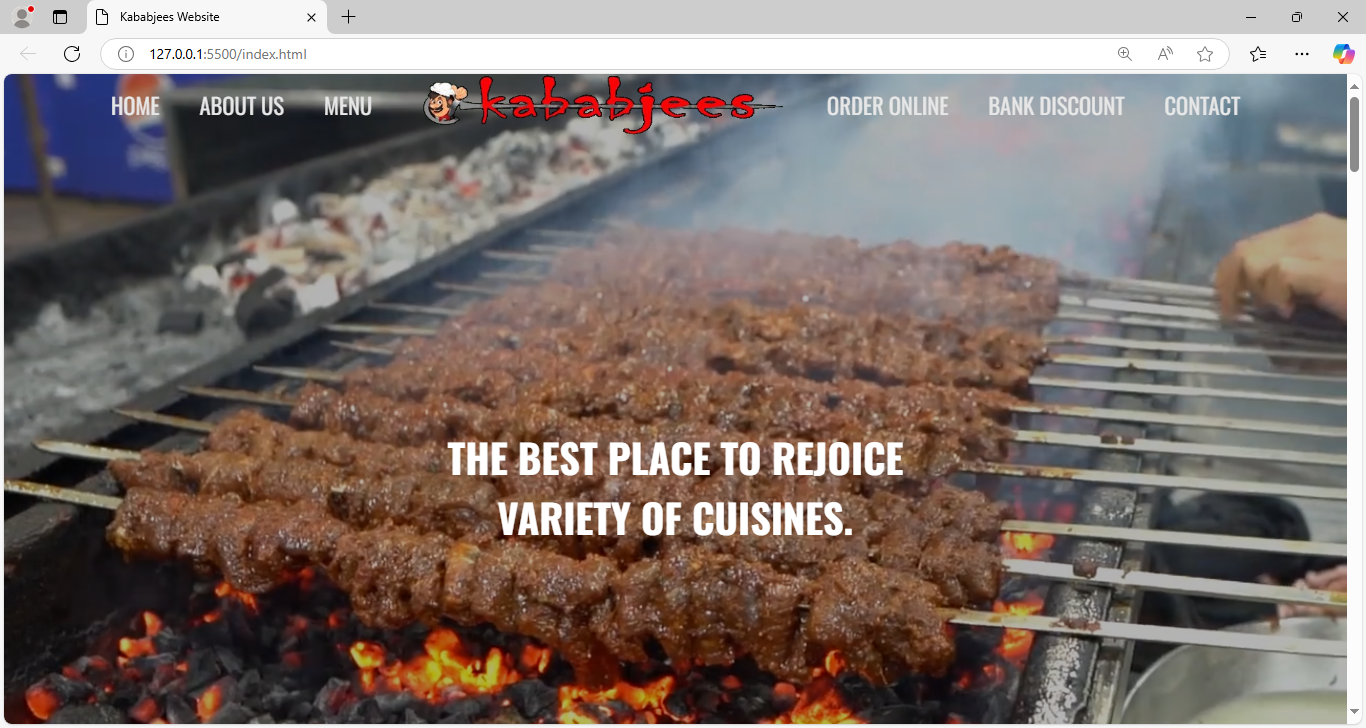 Kababjees Website
127.0.0.1:5500/index.html
HOME ABOUT US MENU kababjees ORDER ONLINE BANK DISCOUNT CONTACT
THE BEST PLACE TO REJOICE
VARIETY OF CUISINES.